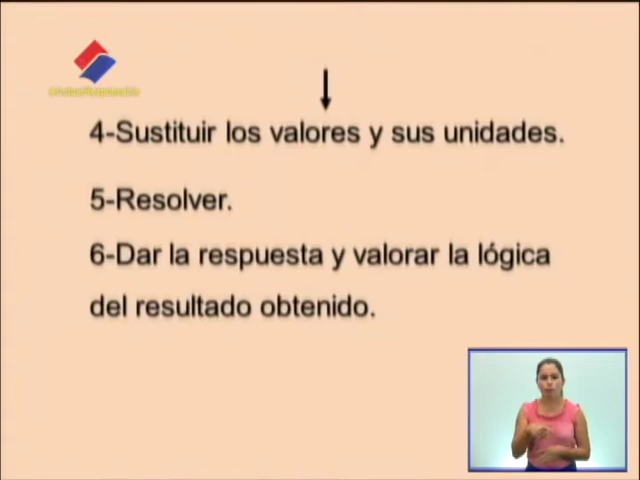 4-Sustituir los valores y sus unidades.
5-Resolver.
6-Dar la respuesta y valorar la lógica
del resultado obtenido.